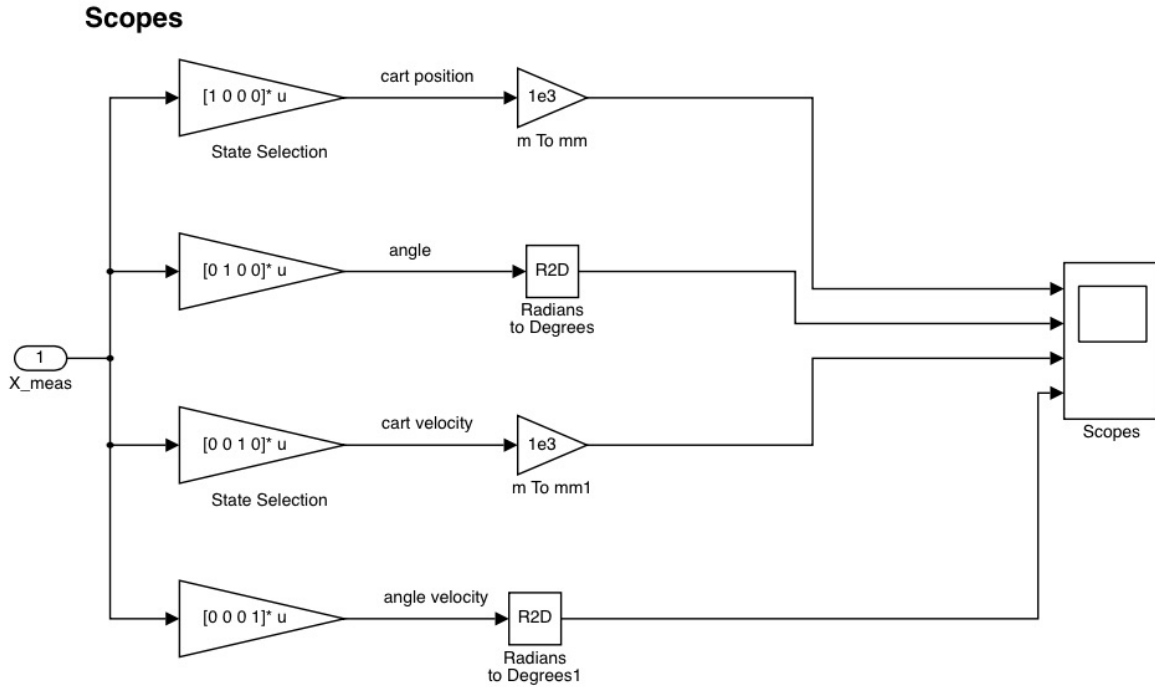 Scopes
[1 0 0 0]* u
State Selection
cart position
1e3
m To mm
[0 1 0 0]* u
angle
R2D
Radians
to Degrees
1
X_meas
[0 0 1 0]* u
State Selection
cart velocity
1e3
m To mm1
Scopes
[0 0 0 1]* u
angle velocity
R2D
Radians
to Degrees1